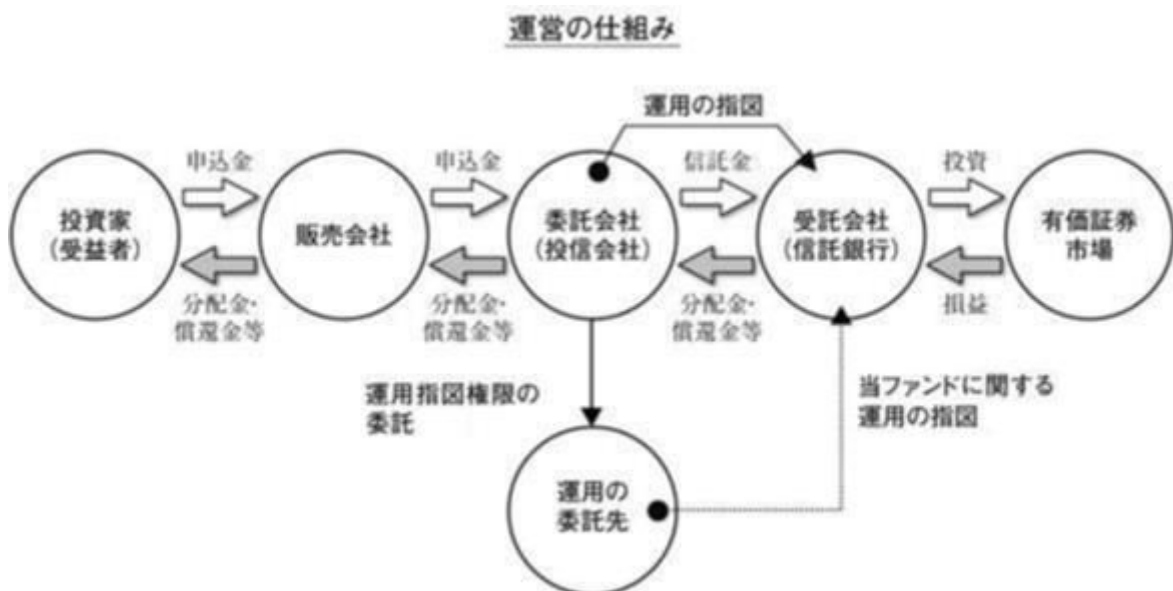 運営の仕組み
運用の指図
申込金
申込金
信託金
投資
投資家
(受益者)
販売会社
委託会社
(投信会社)
受託会社
(信託銀行)
有価証券
市場
分配金・
償還金等
分配金・
償還金等
分配金・
償還金等
損益
運用指図権限の
委託
当ファンドに関する
運用の指図
運用の
委託先